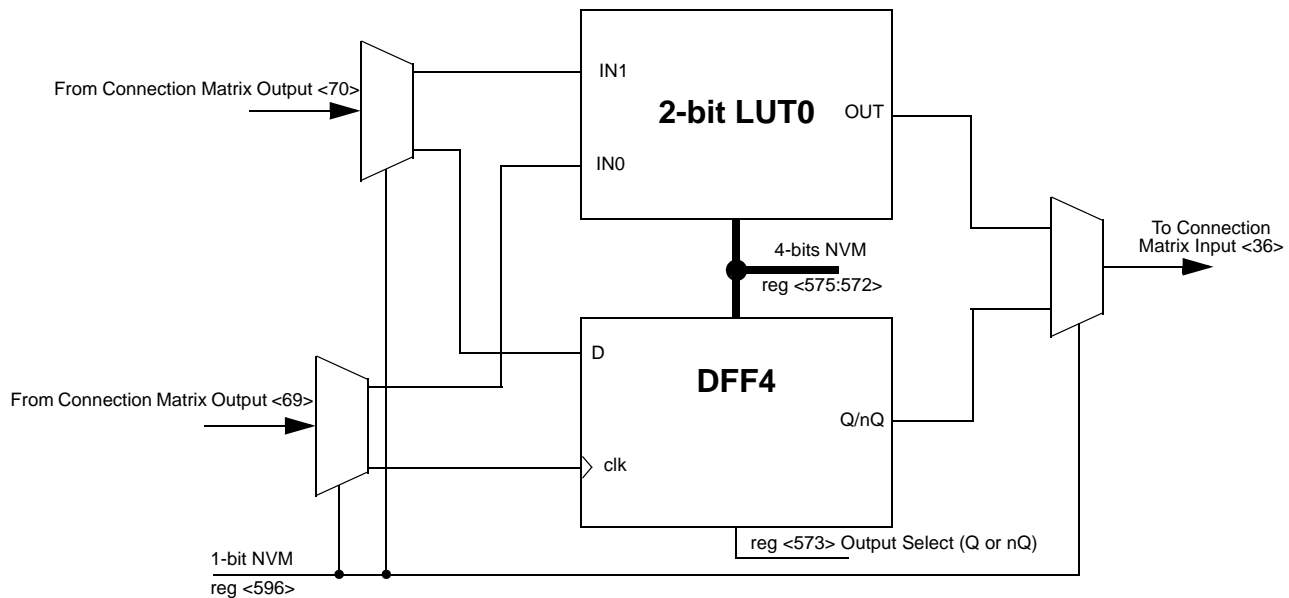 From Connection Matrix Output <70>
IN1
2-bit LUT0
OUT
IN0
To Connection
Matrix Input <36>
4-bits NVM
reg <575:572>
D
DFF4
From Connection Matrix Output <69>
Q/nQ
clk
reg <573> Output Select (Q or nQ)
1-bit NVM
reg <596>